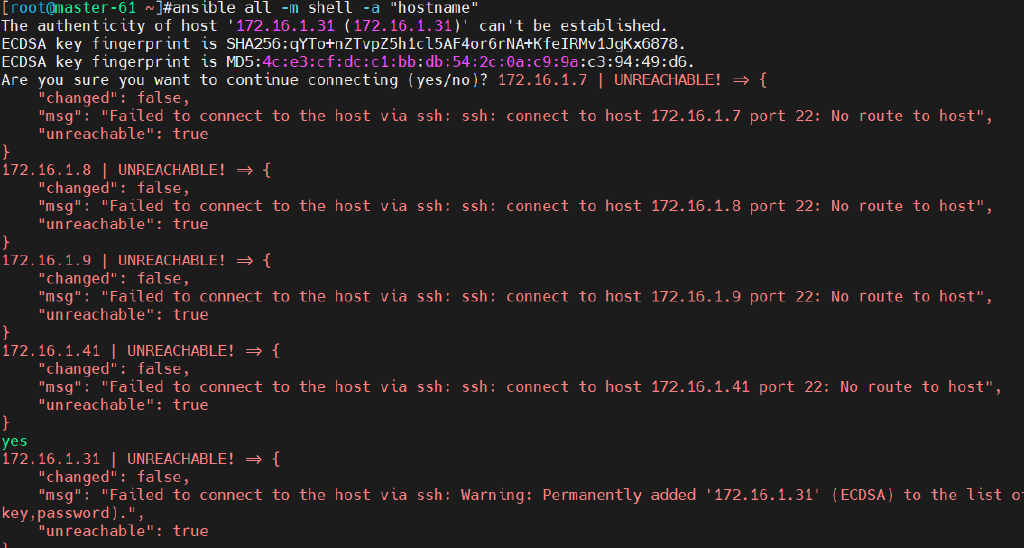 [root@master-61 ~]#ansible all -m shell -a "hostname"
The authenticity of host '172.16.1.31 (172.16.1.31)' can't be established.
ECDSA key fingerprint is SHA256:qYTo+nZTvpZ5h1cl5AF4or6rNA+KfeIRMv1JgKx6878.
ECDSA key fingerprint is MD5:4c:e3:cf:dc:c1:bb:db:54:2c:0a:c9:9a:c3:94:49:d6.
Are you sure you want to continue connecting (yes/no)? 172.16.1.7 | UNREACHABLE! => {
    "changed": false,
    "msg": "Failed to connect to the host via ssh: ssh: connect to host 172.16.1.7 port 22: No route to host",
    "unreachable": true
}
172.16.1.8 | UNREACHABLE! => {
    "changed": false,
    "msg": "Failed to connect to the host via ssh: ssh: connect to host 172.16.1.8 port 22: No route to host",
    "unreachable": true
}
172.16.1.9 | UNREACHABLE! => {
    "changed": false,
    "msg": "Failed to connect to the host via ssh: ssh: connect to host 172.16.1.9 port 22: No route to host",
    "unreachable": true
}
172.16.1.41 | UNREACHABLE! => {
    "changed": false,
    "msg": "Failed to connect to the host via ssh: ssh: connect to host 172.16.1.41 port 22: No route to host",
    "unreachable": true
}
yes
172.16.1.31 | UNREACHABLE! => {
    "changed": false,
    "msg": "Failed to connect to the host via ssh: Warning: Permanently added '172.16.1.31' (ECDSA) to the list
key,password).",
    "unreachable": true
}